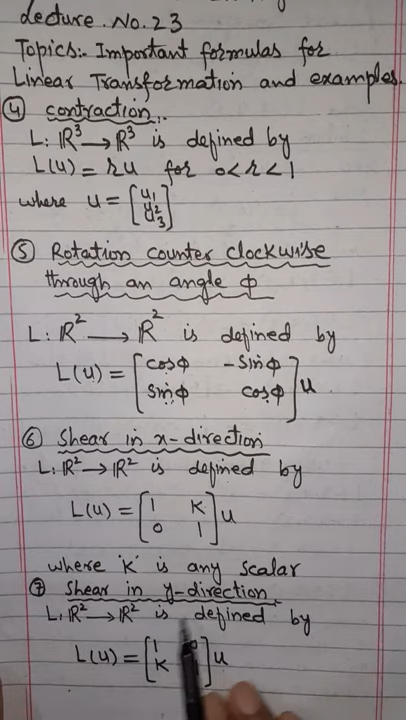 Lecture. No. 23
Topics:- Important formulas for
Linear Transformation and examples.
④ contraction:-
L: ℝ³ → ℝ³ is defined by
L(u) = ru for 0<r<1
where u = [u₁ u₂ u₃]
⑤ Rotation counter clockwise
through an angle φ
L: ℝ² → ℝ² is defined by
L(u) = [cosφ -sinφ
sinφ cosφ] u
⑥ Shear in x-direction
L: ℝ² → ℝ² is defined by
L(u) = [1 K
0 1] u
where 'K' is any scalar
⑦ Shear in y-direction
L: ℝ² → ℝ² is defined by
L(u) = [1
K ] u